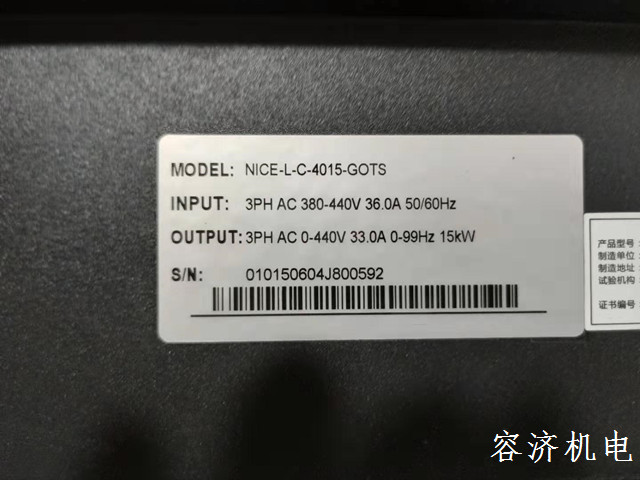 MODEL: NICE-L-C-4015-GOTS
INPUT: 3PH AC 380-440V 36.0A 50/60Hz
OUTPUT: 3PH AC 0-440V 33.0A 0-99Hz 15kW
S/N: 010150604J800592
产品型号:
制造单位:
制造地址:
试验机构:
证书编号:
容济机电